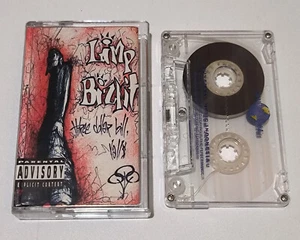 Limp
Bizkit
three dollar bill,
y'all$
PARENTAL
ADVISORY
EXPLICIT CONTENT